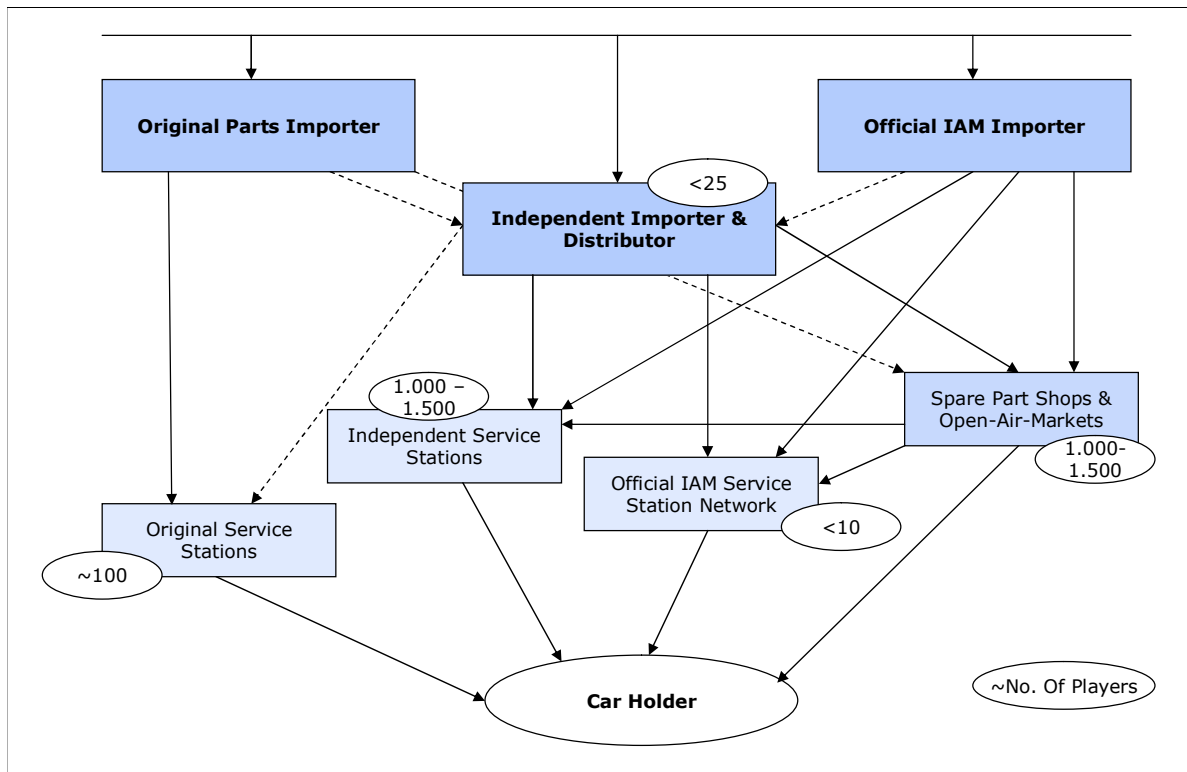 Original Parts Importer
Official IAM Importer
<25
Independent Importer &
Distributor
1.000 –
1.500
Spare Part Shops &
Open-Air-Markets
Independent Service
Stations
1.000-
1.500
Official IAM Service
Station Network
<10
Original Service
Stations
~100
Car Holder
~No. Of Players